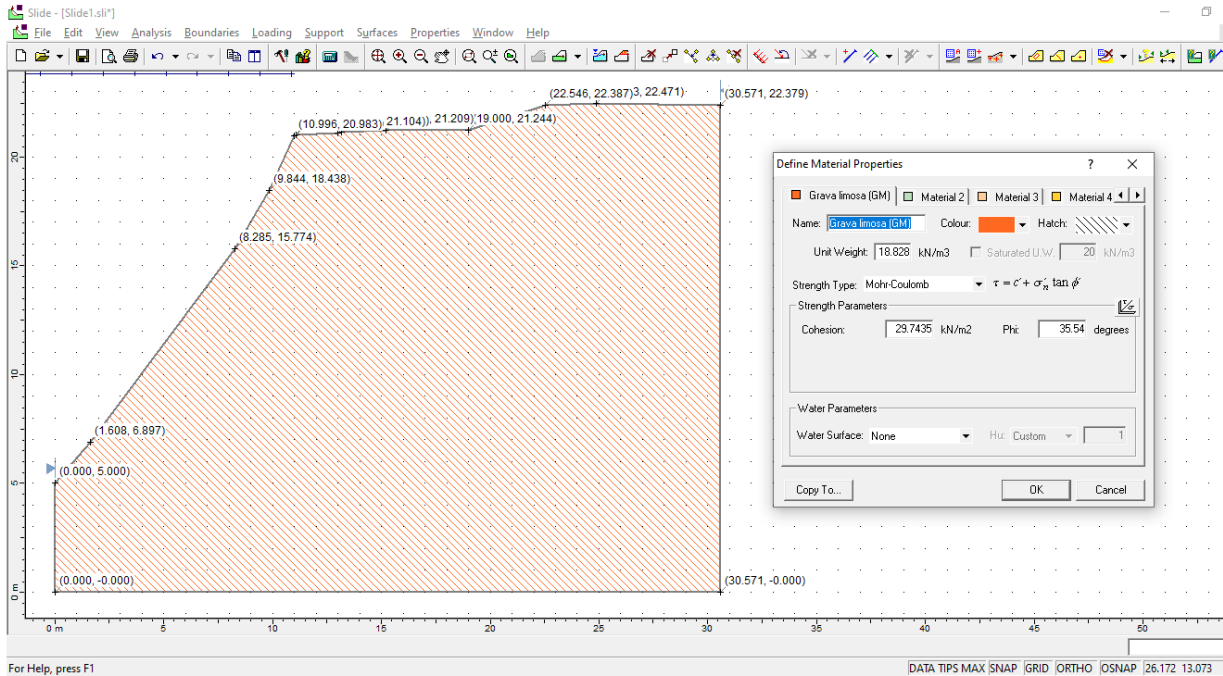 Slide - [Slide1.sli*]
File Edit View Analysis Boundaries Loading Support Surfaces Properties Window Help
(22.546, 22.387) 3, 22.471) (30.571, 22.379)
(10.996, 20.983) 21.104) , 21.209) (19.000, 21.244)
(9.844, 18.438)
(8.285, 15.774)
(1.608, 6.897)
(0.000, 5.000)
(0.000, -0.000) (30.571, -0.000)
20
15
10
5
0 m
0 m 5 10 15 20 25 30 35 40 45 50
Define Material Properties ?
Grava limosa (GM) Material 2 Material 3 Material 4
Name: Grava limosa (GM) Colour: Hatch:
Unit Weight: 18.828 kN/m3 Saturated U.W. 20 kN/m3
Strength Type: Mohr-Coulomb τ = c′ + σ′n tan ϕ′
Strength Parameters
Cohesion: 29.7435 kN/m2 Phi: 35.54 degrees
Water Parameters
Water Surface: None Hu: Custom 1
Copy To... OK Cancel
For Help, press F1 DATA TIPS MAX SNAP GRID ORTHO OSNAP 26.172 13.073